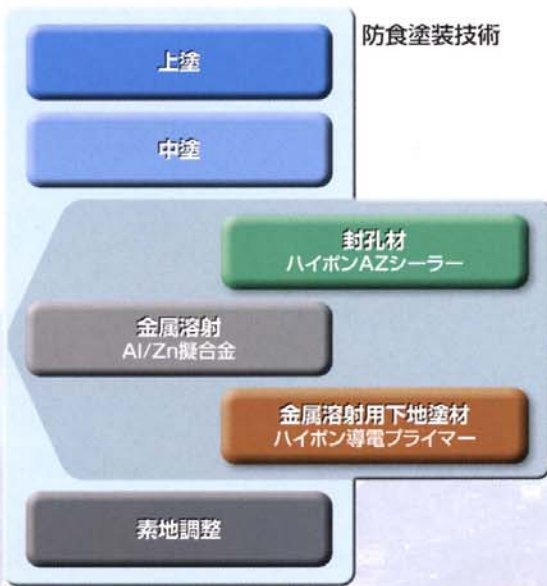 防食塗装技術
上塗
中塗
封孔材
ハイポンAZシーラー
金属溶射
Al/Zn擬合金
金属溶射用下地塗材
ハイポン導電プライマー
素地調整